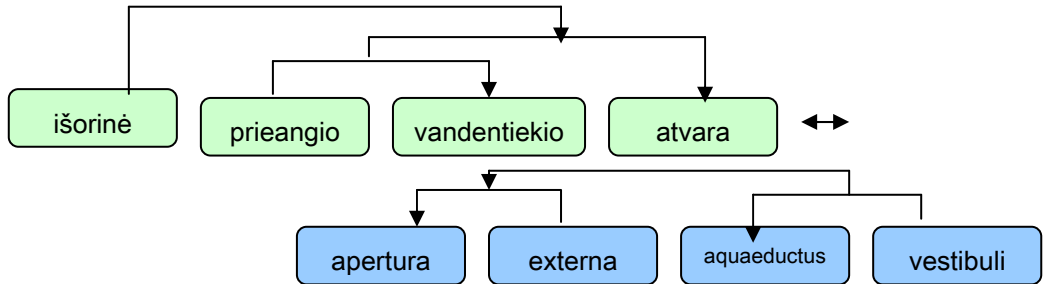 išorinė prieangio vandentiekio atvara
apertura externa aquaeductus vestibuli